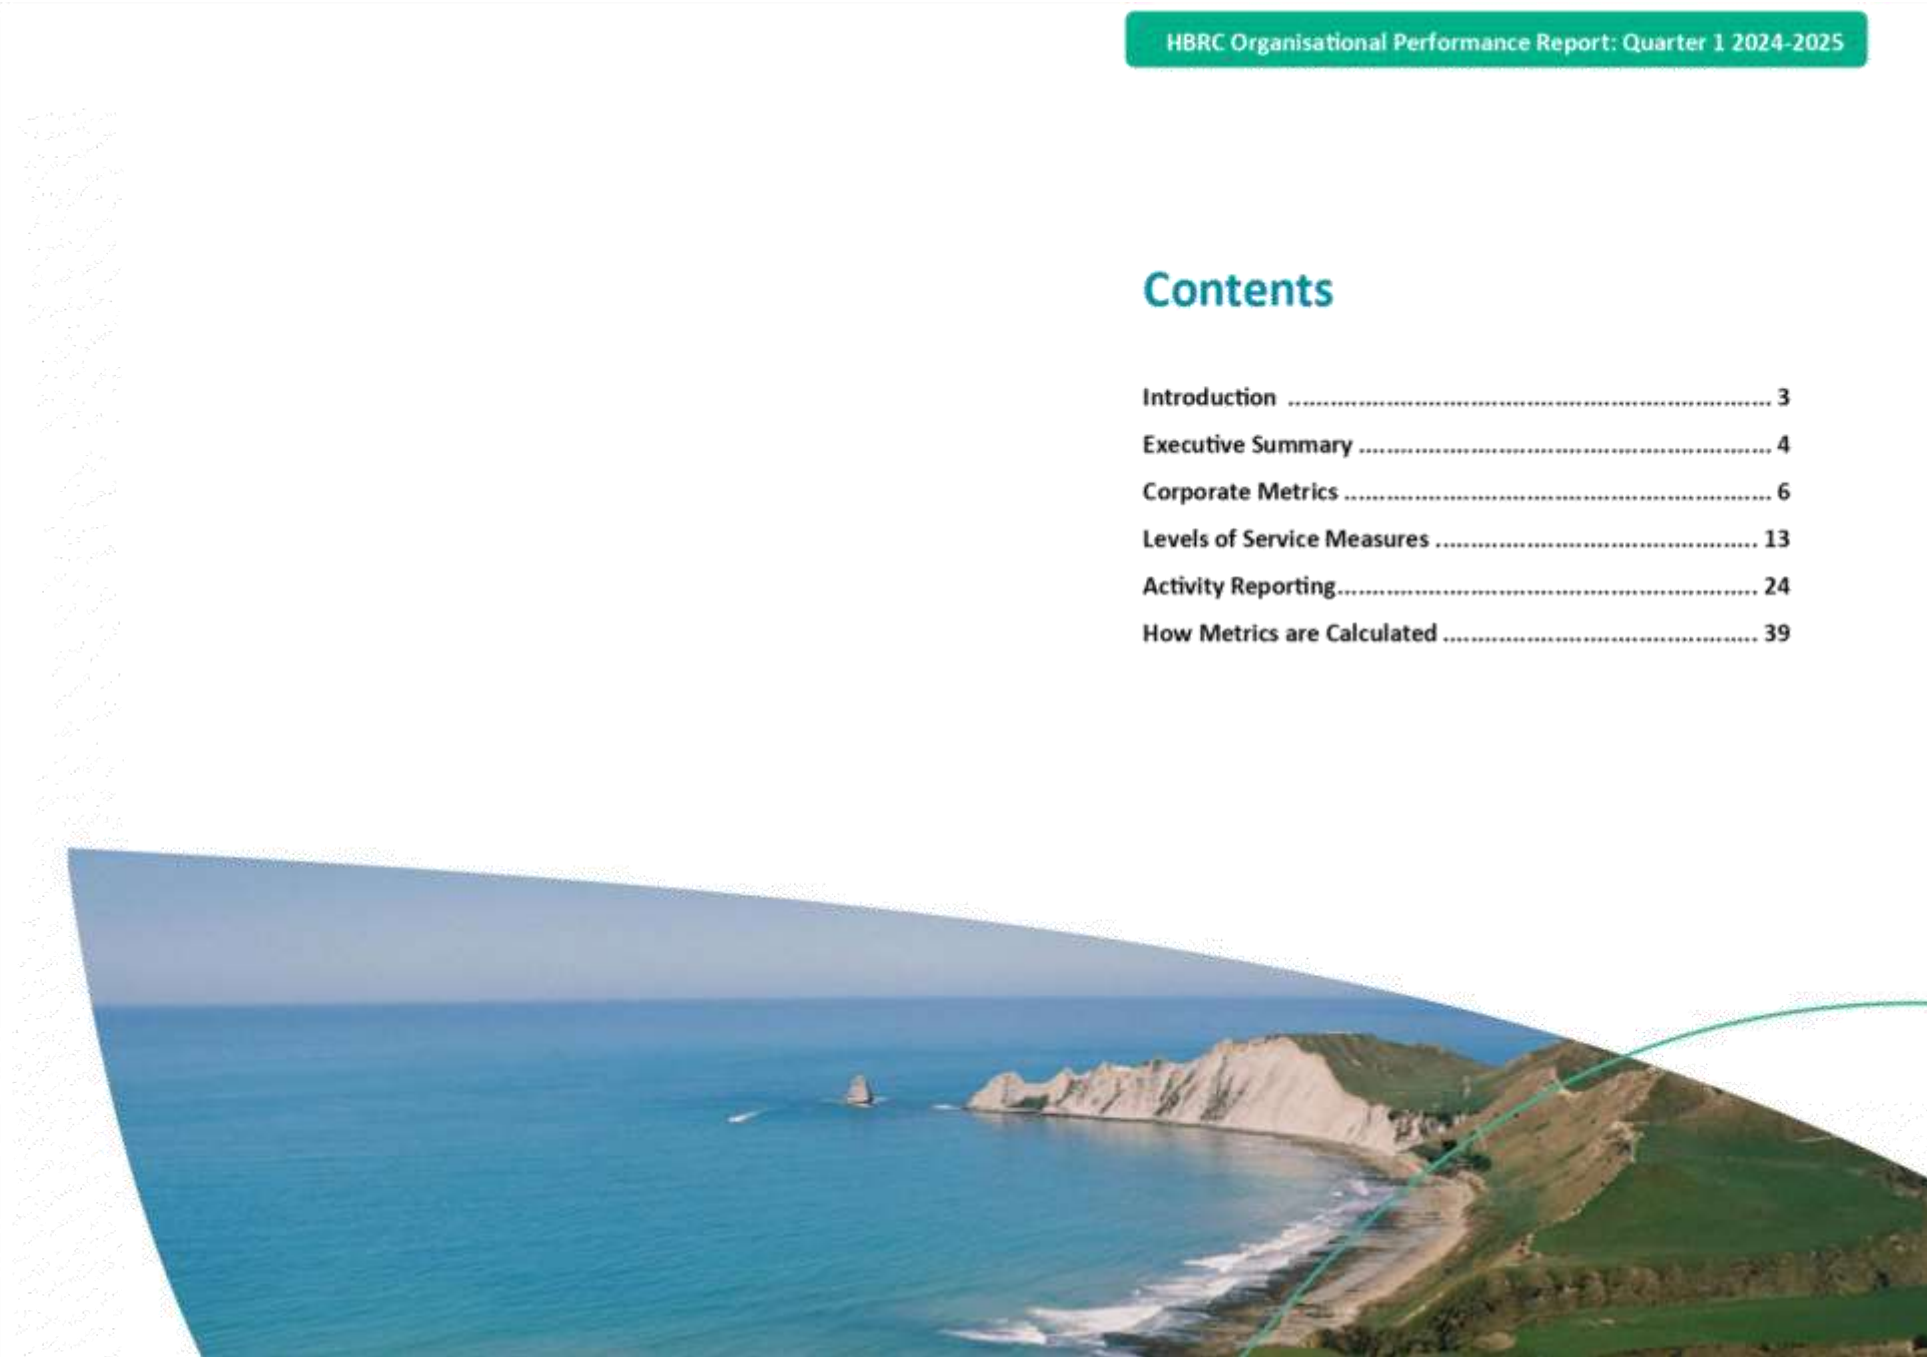 HBRC Organisational Performance Report: Quarter 1 2024-2025
Contents
Introduction ........................................................................ 3
Executive Summary ............................................................. 4
Corporate Metrics ............................................................... 6
Levels of Service Measures ................................................ 13
Activity Reporting............................................................... 24
How Metrics are Calculated ............................................... 39